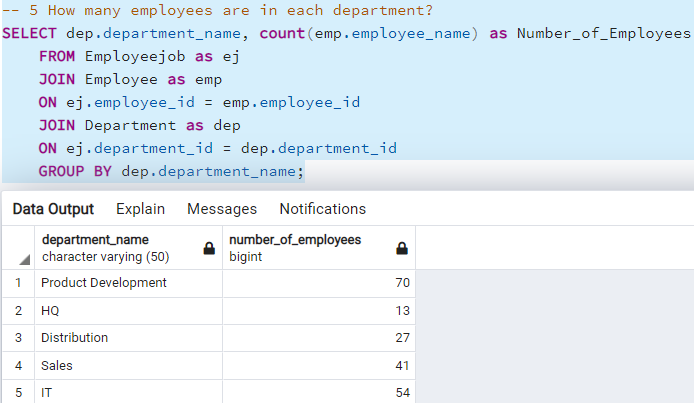 -- 5 How many employees are in each department?
SELECT dep.department_name, count(emp.employee_name) as Number_of_Employees
FROM Employeejob as ej
JOIN Employee as emp
ON ej.employee_id = emp.employee_id
JOIN Department as dep
ON ej.department_id = dep.department_id
GROUP BY dep.department_name;
Data Output Explain Messages Notifications
department_name number_of_employees
character varying (50) bigint
1 Product Development 70
2 HQ 13
3 Distribution 27
4 Sales 41
5 IT 54